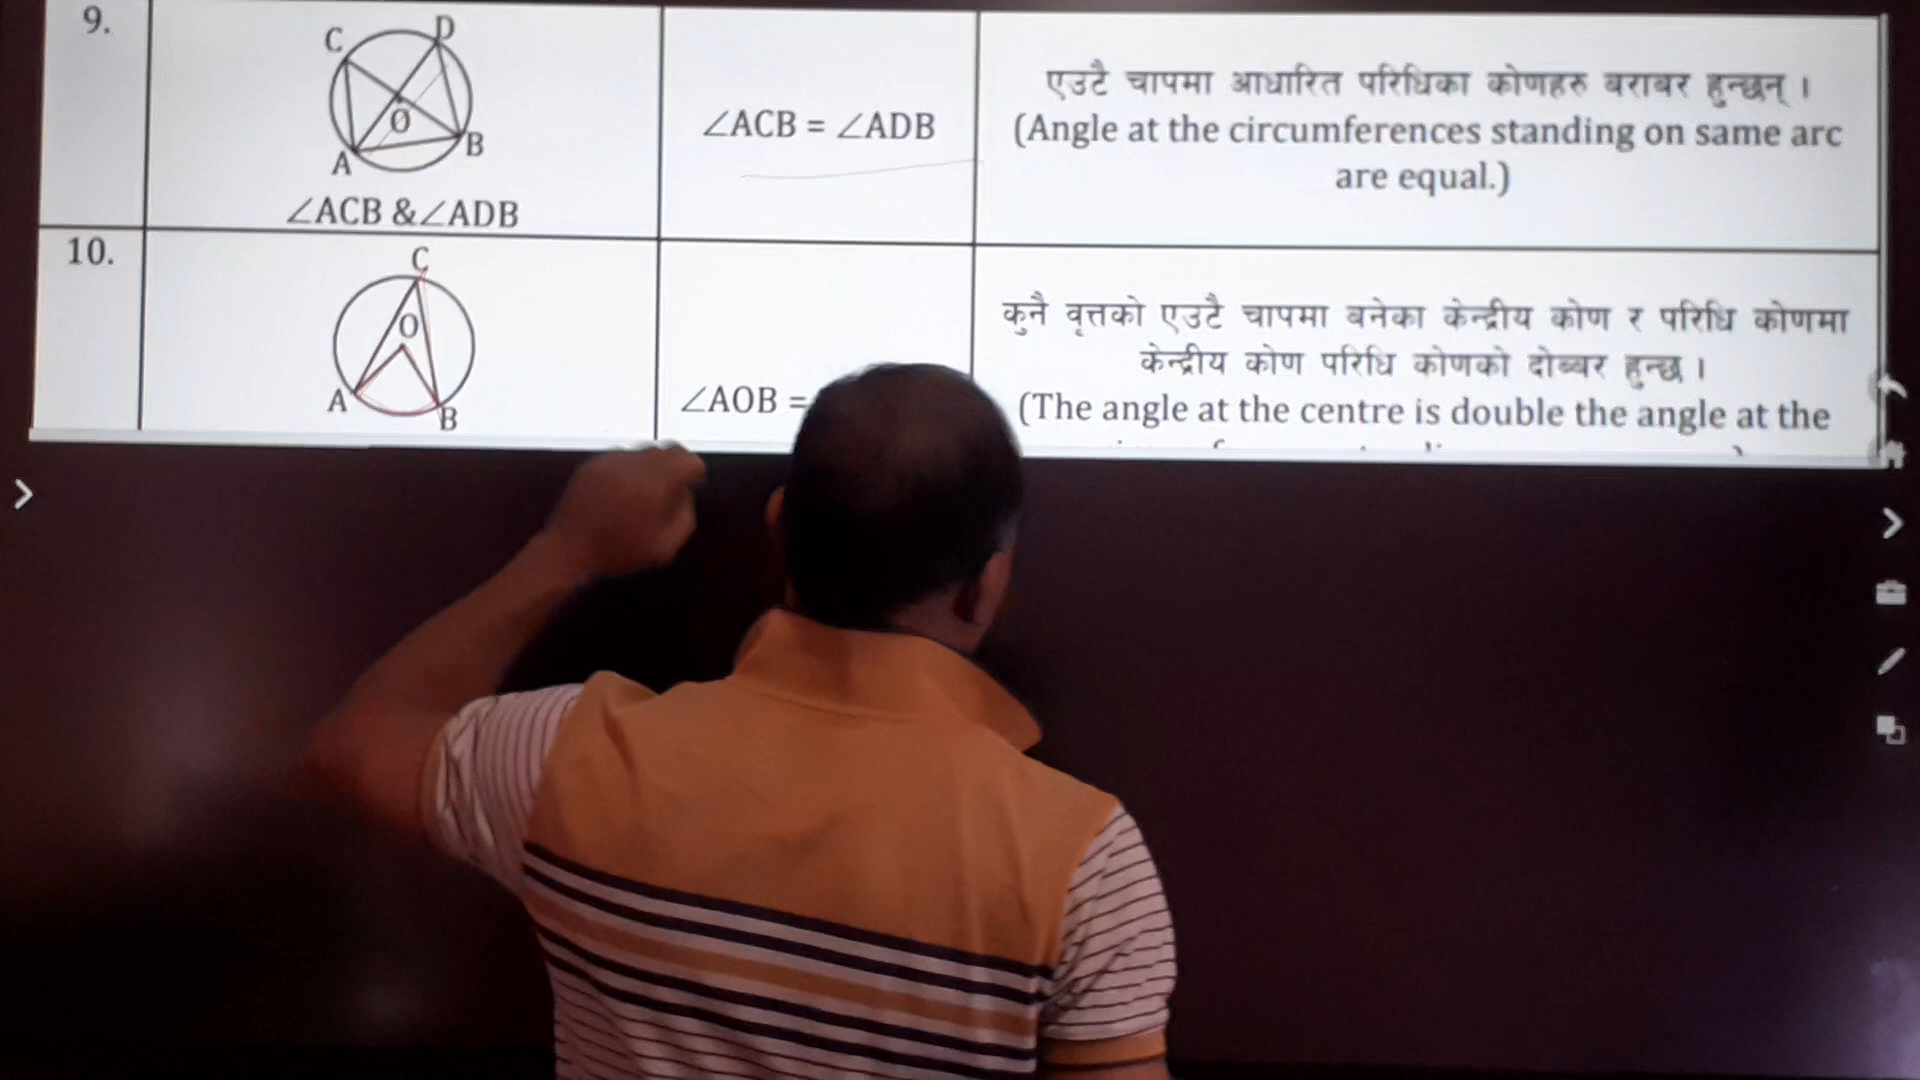 9.
C
D
O
A
B
∠ACB &∠ADB
∠ACB = ∠ADB
एउटै चापमा आधारित परिधिका कोणहरु बराबर हुन्छन् ।
(Angle at the circumferences standing on same arc
are equal.)
10.
C
O
A
B
∠AOB =
कुनै वृत्तको एउटै चापमा बनेका केन्द्रीय कोण र परिधि कोणमा
केन्द्रीय कोण परिधि कोणको दोब्बर हुन्छ ।
(The angle at the centre is double the angle at the